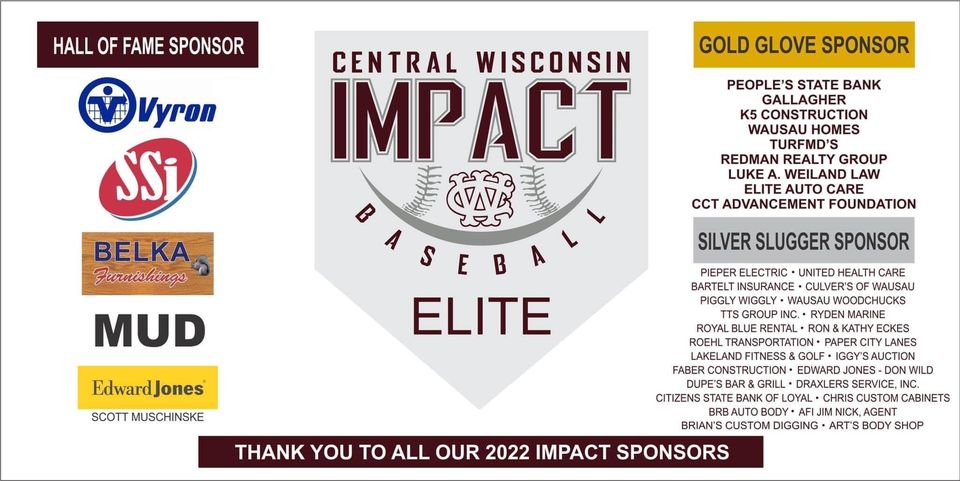 HALL OF FAME SPONSOR
Vyron
SSi
BELKA
Furnishings
MUD
Edward Jones®
SCOTT MUSCHINSKE
CENTRAL WISCONSIN
IMPACT
CW
BASEBALL
ELITE
GOLD GLOVE SPONSOR
PEOPLE'S STATE BANK
GALLAGHER
K5 CONSTRUCTION
WAUSAU HOMES
TURFMD'S
REDMAN REALTY GROUP
LUKE A. WEILAND LAW
ELITE AUTO CARE
CCT ADVANCEMENT FOUNDATION
SILVER SLUGGER SPONSOR
PIEPER ELECTRIC • UNITED HEALTH CARE
BARTELT INSURANCE • CULVER'S OF WAUSAU
PIGGLY WIGGLY • WAUSAU WOODCHUCKS
TTS GROUP INC. • RYDEN MARINE
ROYAL BLUE RENTAL • RON & KATHY ECKES
ROEHL TRANSPORTATION • PAPER CITY LANES
LAKELAND FITNESS & GOLF • IGGY'S AUCTION
FABER CONSTRUCTION • EDWARD JONES - DON WILD
DUPE'S BAR & GRILL • DRAXLERS SERVICE, INC.
CITIZENS STATE BANK OF LOYAL • CHRIS CUSTOM CABINETS
BRB AUTO BODY • AFI JIM NICK, AGENT
BRIAN'S CUSTOM DIGGING • ART'S BODY SHOP
THANK YOU TO ALL OUR 2022 IMPACT SPONSORS